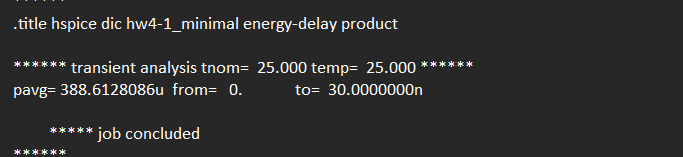 ******
.title hspice dic hw4-1_minimal energy-delay product
****** transient analysis tnom= 25.000 temp= 25.000 ******
pavg= 388.6128086u from= 0. to= 30.0000000n
***** job concluded
******